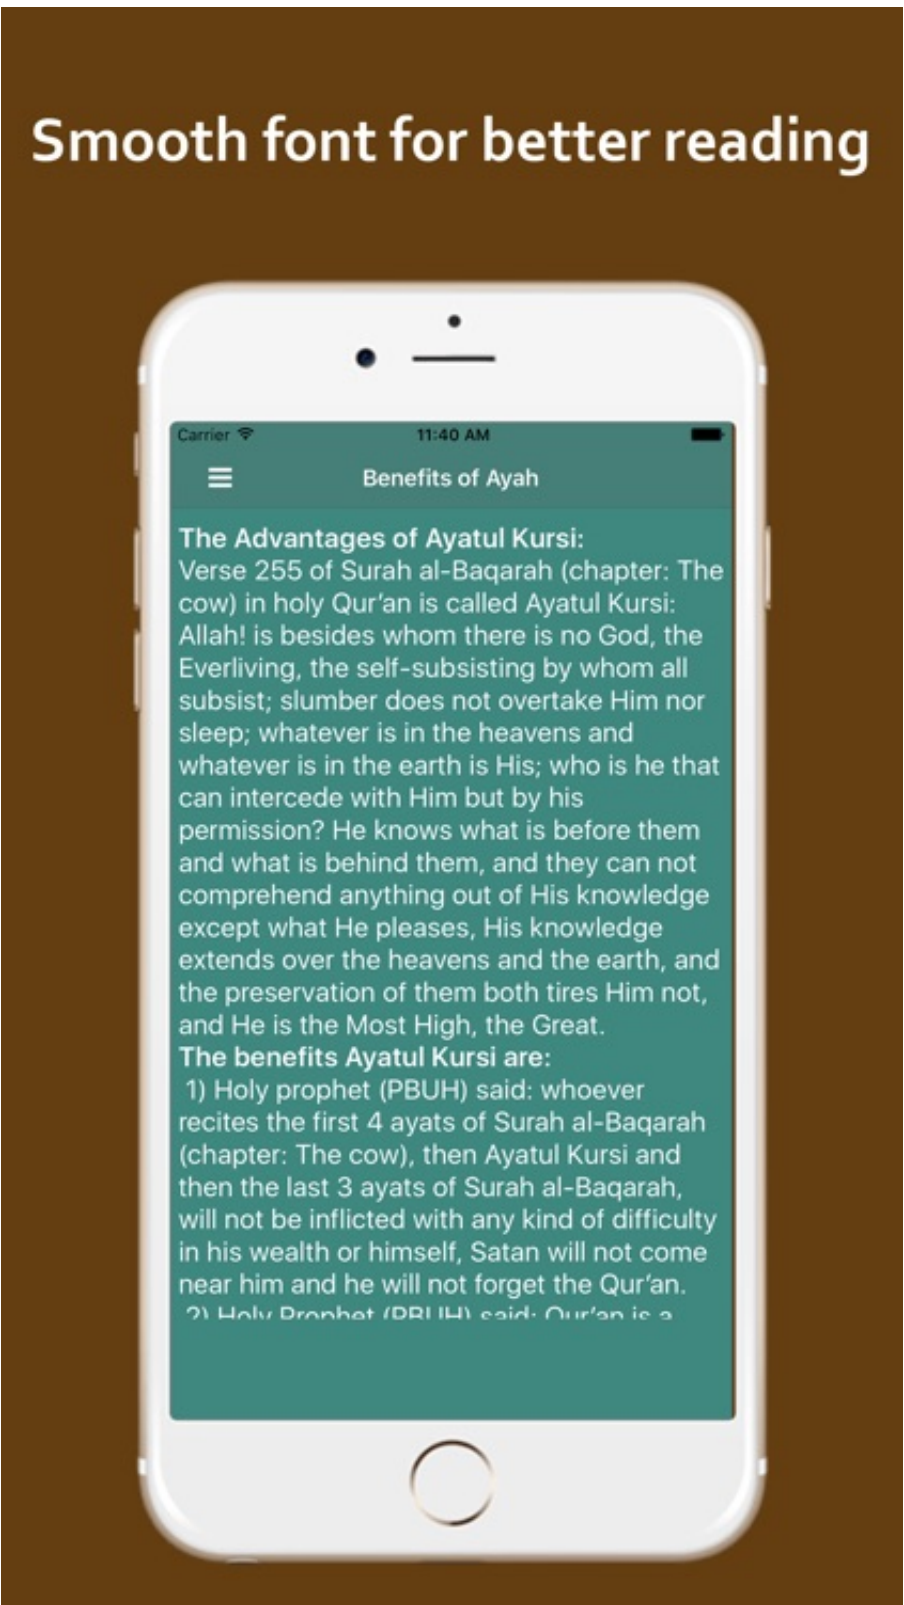 Smooth font for better reading
Carrier 11:40 AM
Benefits of Ayah
The Advantages of Ayatul Kursi:
Verse 255 of Surah al-Baqarah (chapter: The
cow) in holy Qur’an is called Ayatul Kursi:
Allah! is besides whom there is no God, the
Everliving, the self-subsisting by whom all
subsist; slumber does not overtake Him nor
sleep; whatever is in the heavens and
whatever is in the earth is His; who is he that
can intercede with Him but by his
permission? He knows what is before them
and what is behind them, and they can not
comprehend anything out of His knowledge
except what He pleases, His knowledge
extends over the heavens and the earth, and
the preservation of them both tires Him not,
and He is the Most High, the Great.
The benefits Ayatul Kursi are:
1) Holy prophet (PBUH) said: whoever
recites the first 4 ayats of Surah al-Baqarah
(chapter: The cow), then Ayatul Kursi and
then the last 3 ayats of Surah al-Baqarah,
will not be inflicted with any kind of difficulty
in his wealth or himself, Satan will not come
near him and he will not forget the Qur’an.
2) Holy Prophet (PBUH) said: Qur’an is a